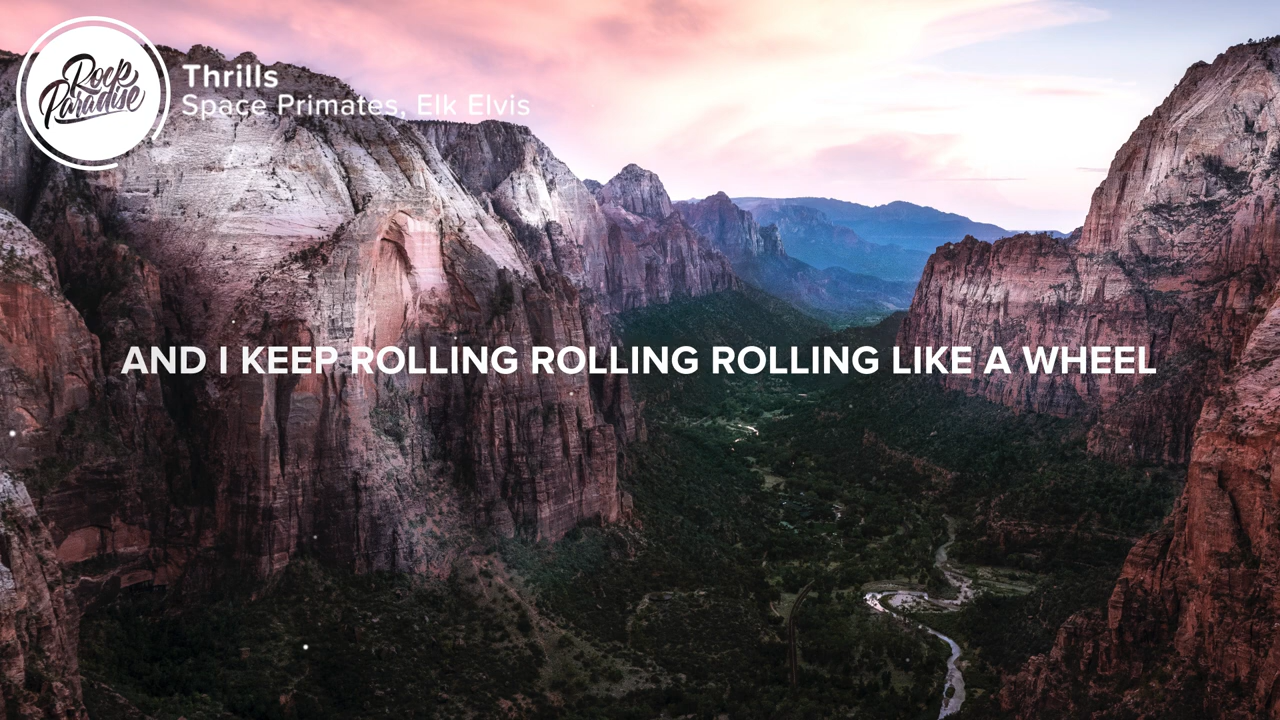 Rock
Paradise
Thrills
Space Primates, Elk Elvis
AND I KEEP ROLLING ROLLING ROLLING LIKE A WHEEL